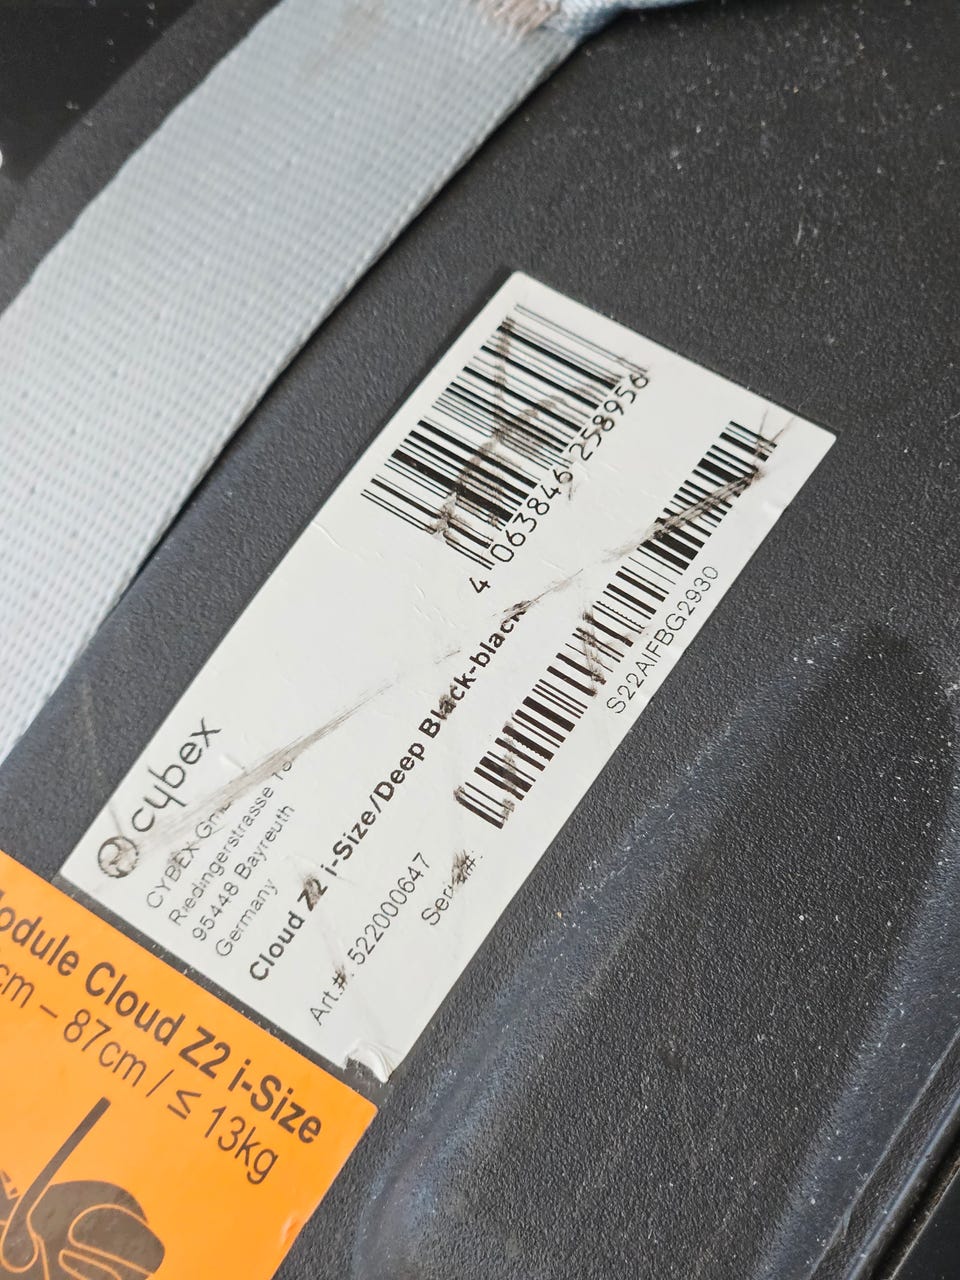 cybex
CYBEX
Riedingerstrasse
95448 Bayreuth
Germany
Cloud Z2 i-Size/Deep Black-black
Art.#: 522000647
Serial#:
4 063846 258956
S22AIFBG2930
Module Cloud Z2 i-Size
cm – 87cm / ≤ 13kg